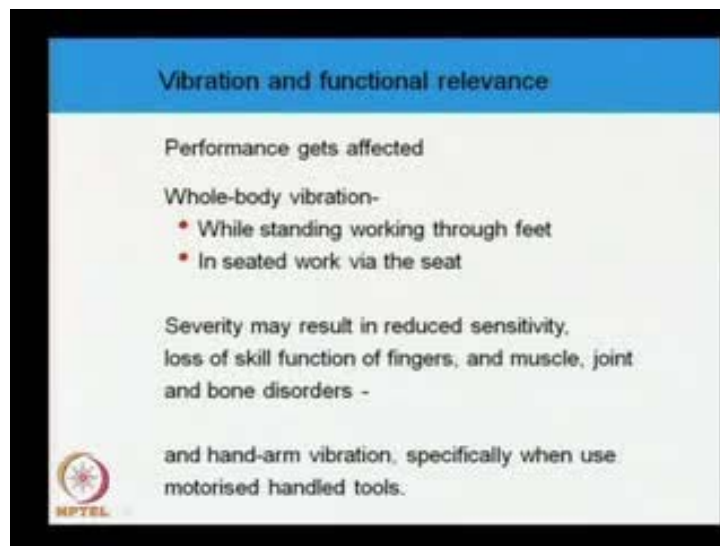 Vibration and functional relevance
Performance gets affected
Whole-body vibration-
• While standing working through feet
• In seated work via the seat
Severity may result in reduced sensitivity,
loss of skill function of fingers, and muscle, joint
and bone disorders -
and hand-arm vibration, specifically when use
motorised handled tools.
NPTEL